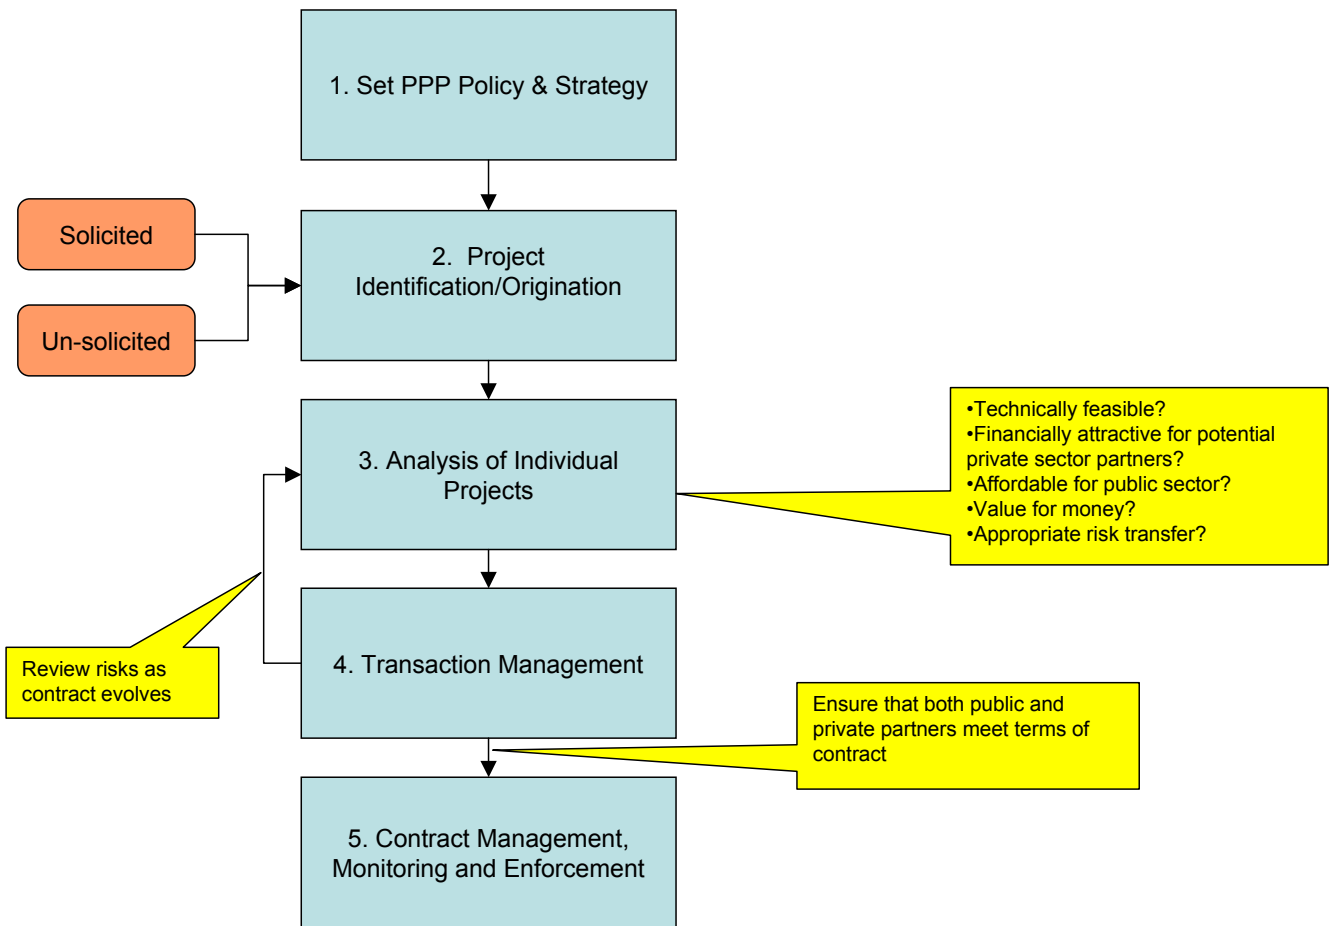 1. Set PPP Policy & Strategy
Solicited
Un-solicited
2. Project
Identification/Origination
3. Analysis of Individual
Projects
•Technically feasible?
•Financially attractive for potential
private sector partners?
•Affordable for public sector?
•Value for money?
•Appropriate risk transfer?
4. Transaction Management
Review risks as
contract evolves
Ensure that both public and
private partners meet terms of
contract
5. Contract Management,
Monitoring and Enforcement